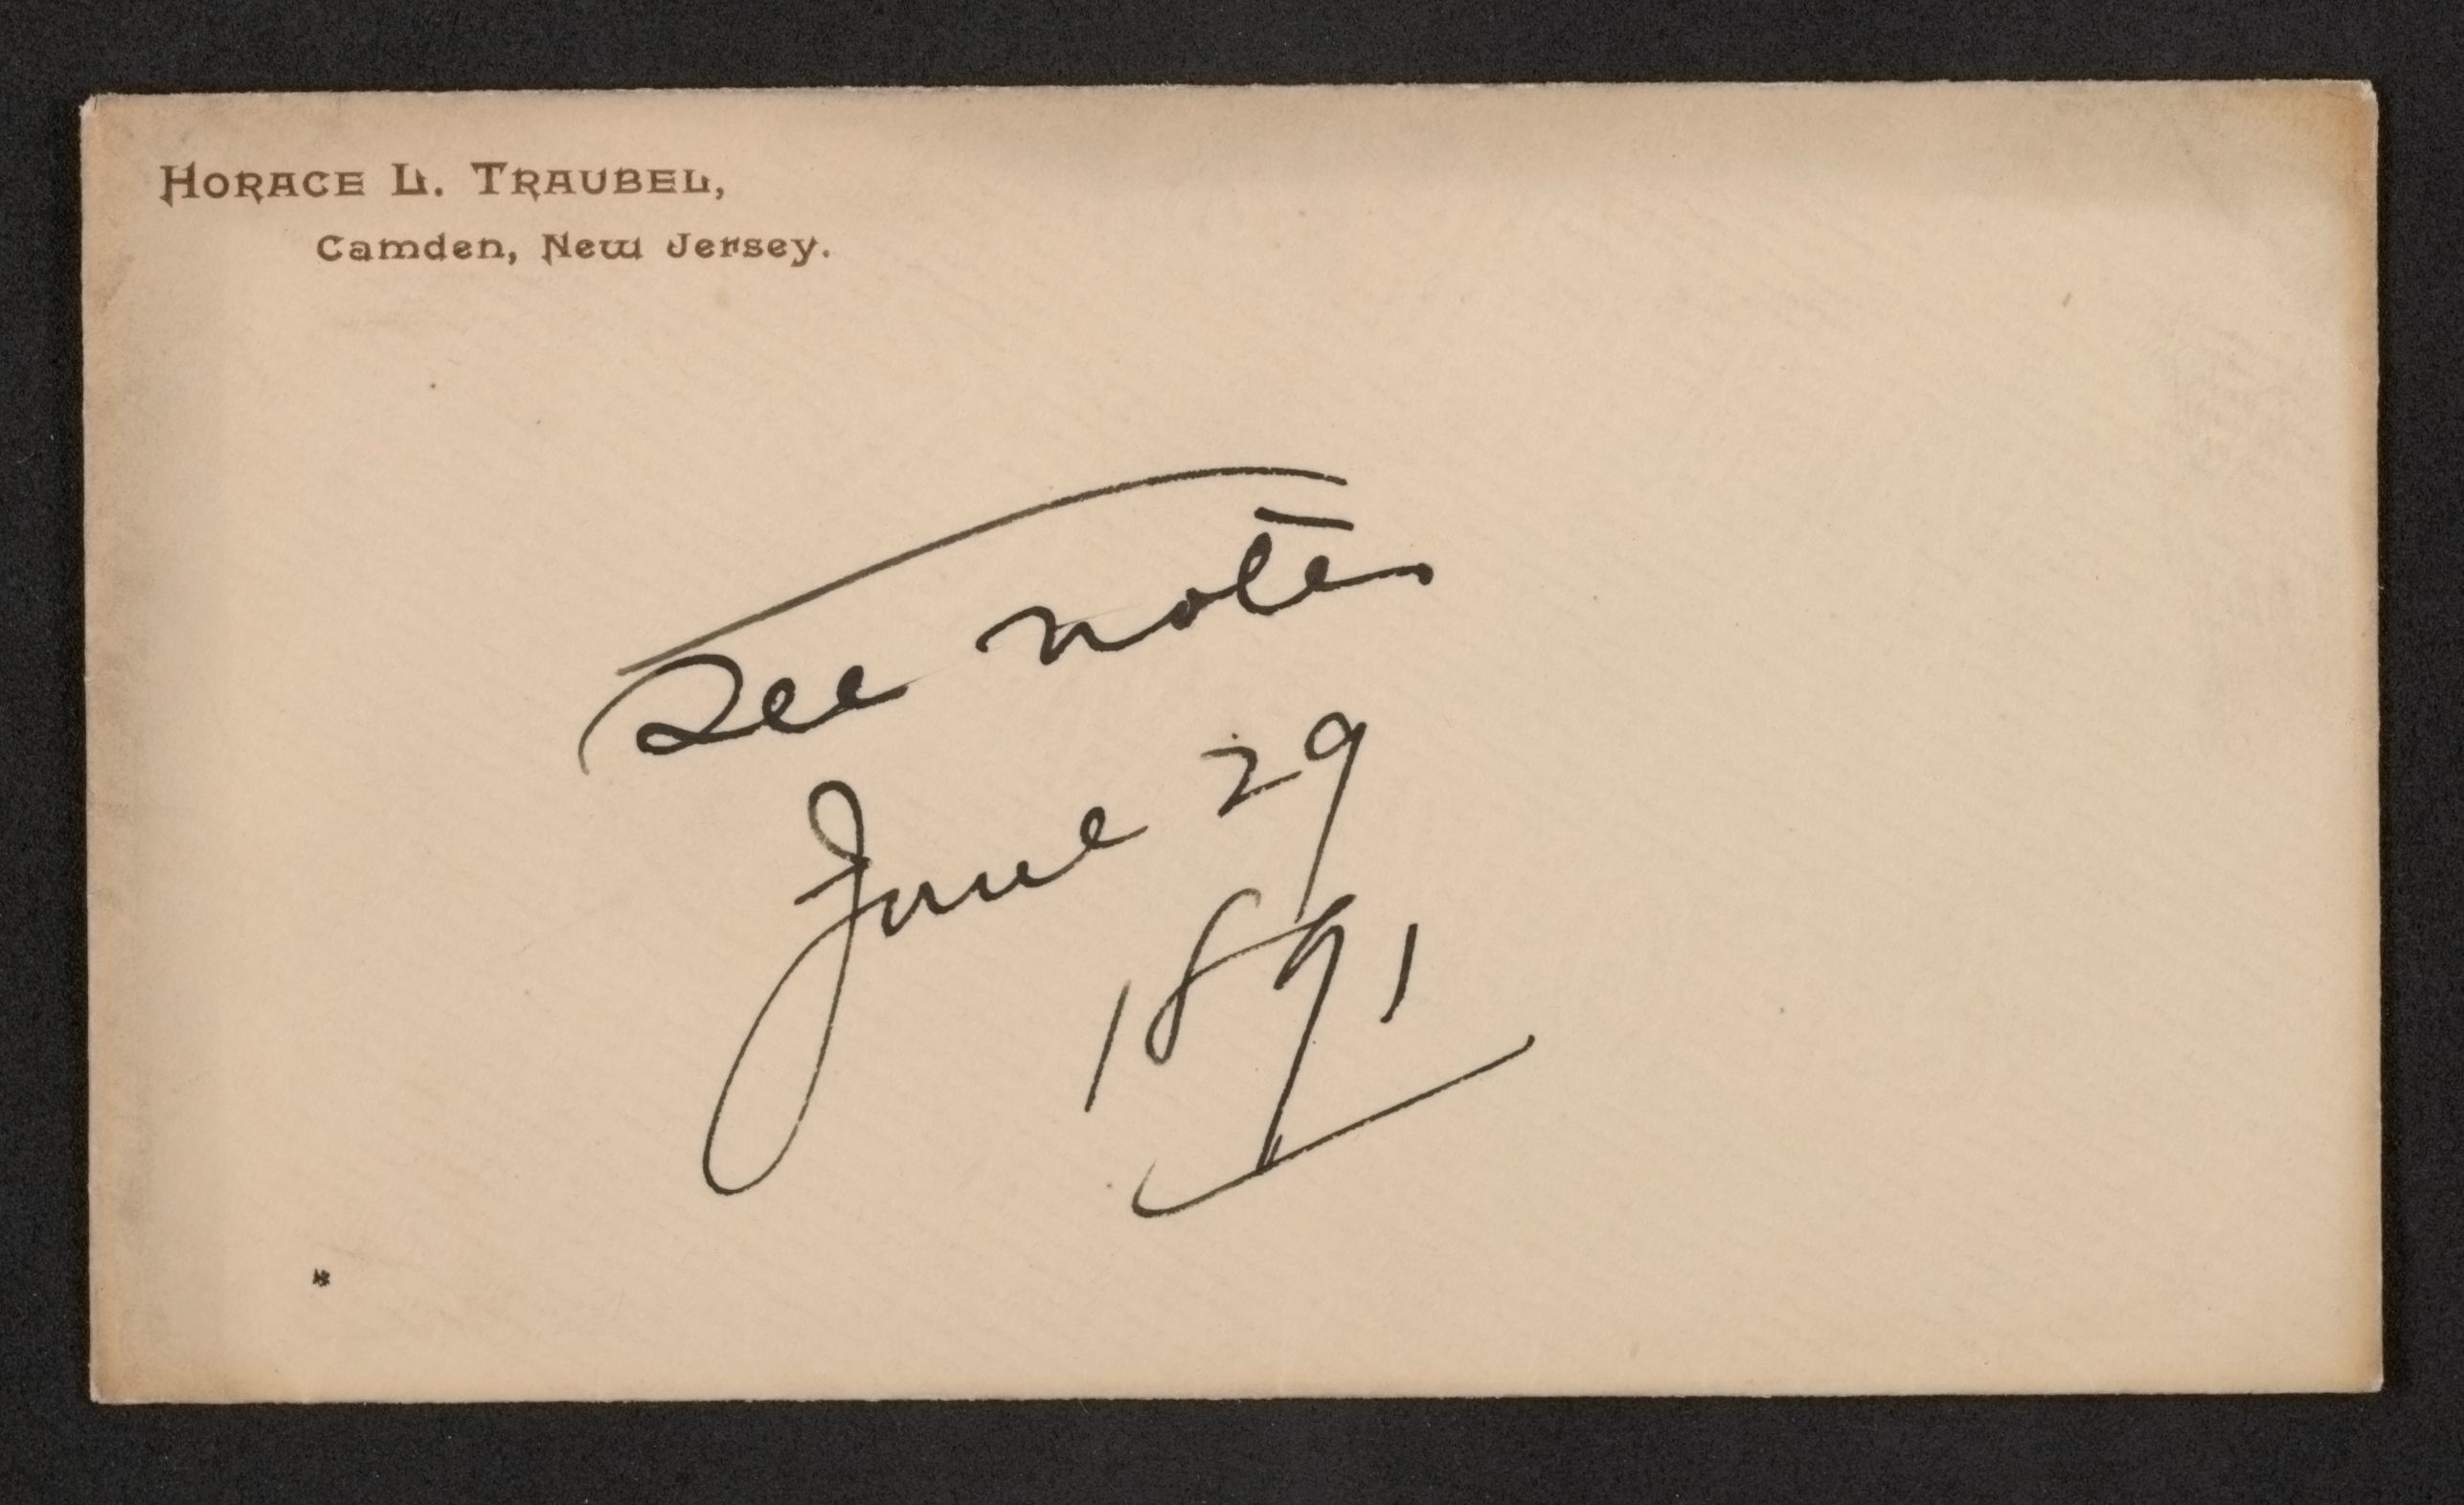 HORACE L. TRAUBEL,
Camden, New Jersey.
See notes
June 29
1891